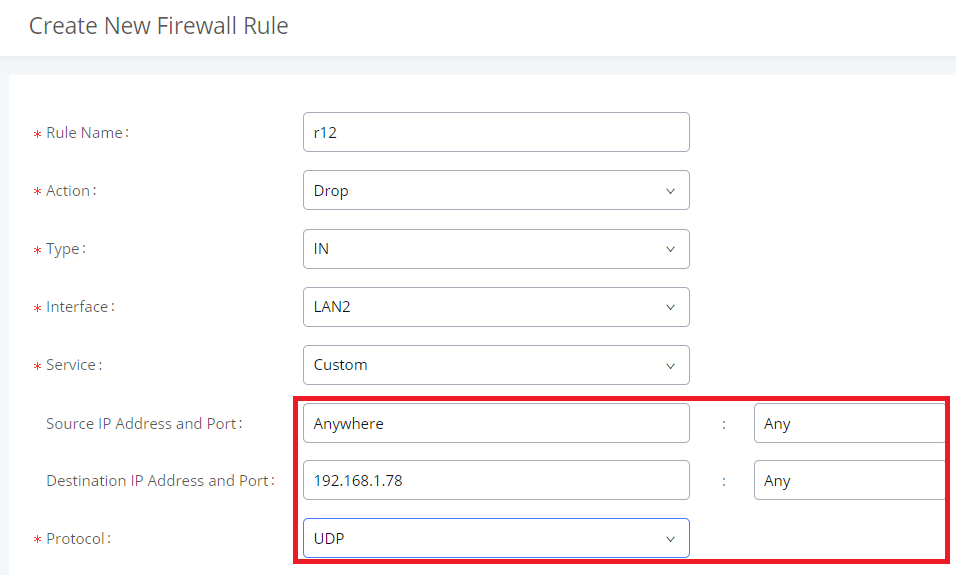 Create New Firewall Rule
* Rule Name: r12
* Action: Drop
* Type: IN
* Interface: LAN2
* Service: Custom
Source IP Address and Port: Anywhere : Any
Destination IP Address and Port: 192.168.1.78 : Any
* Protocol: UDP